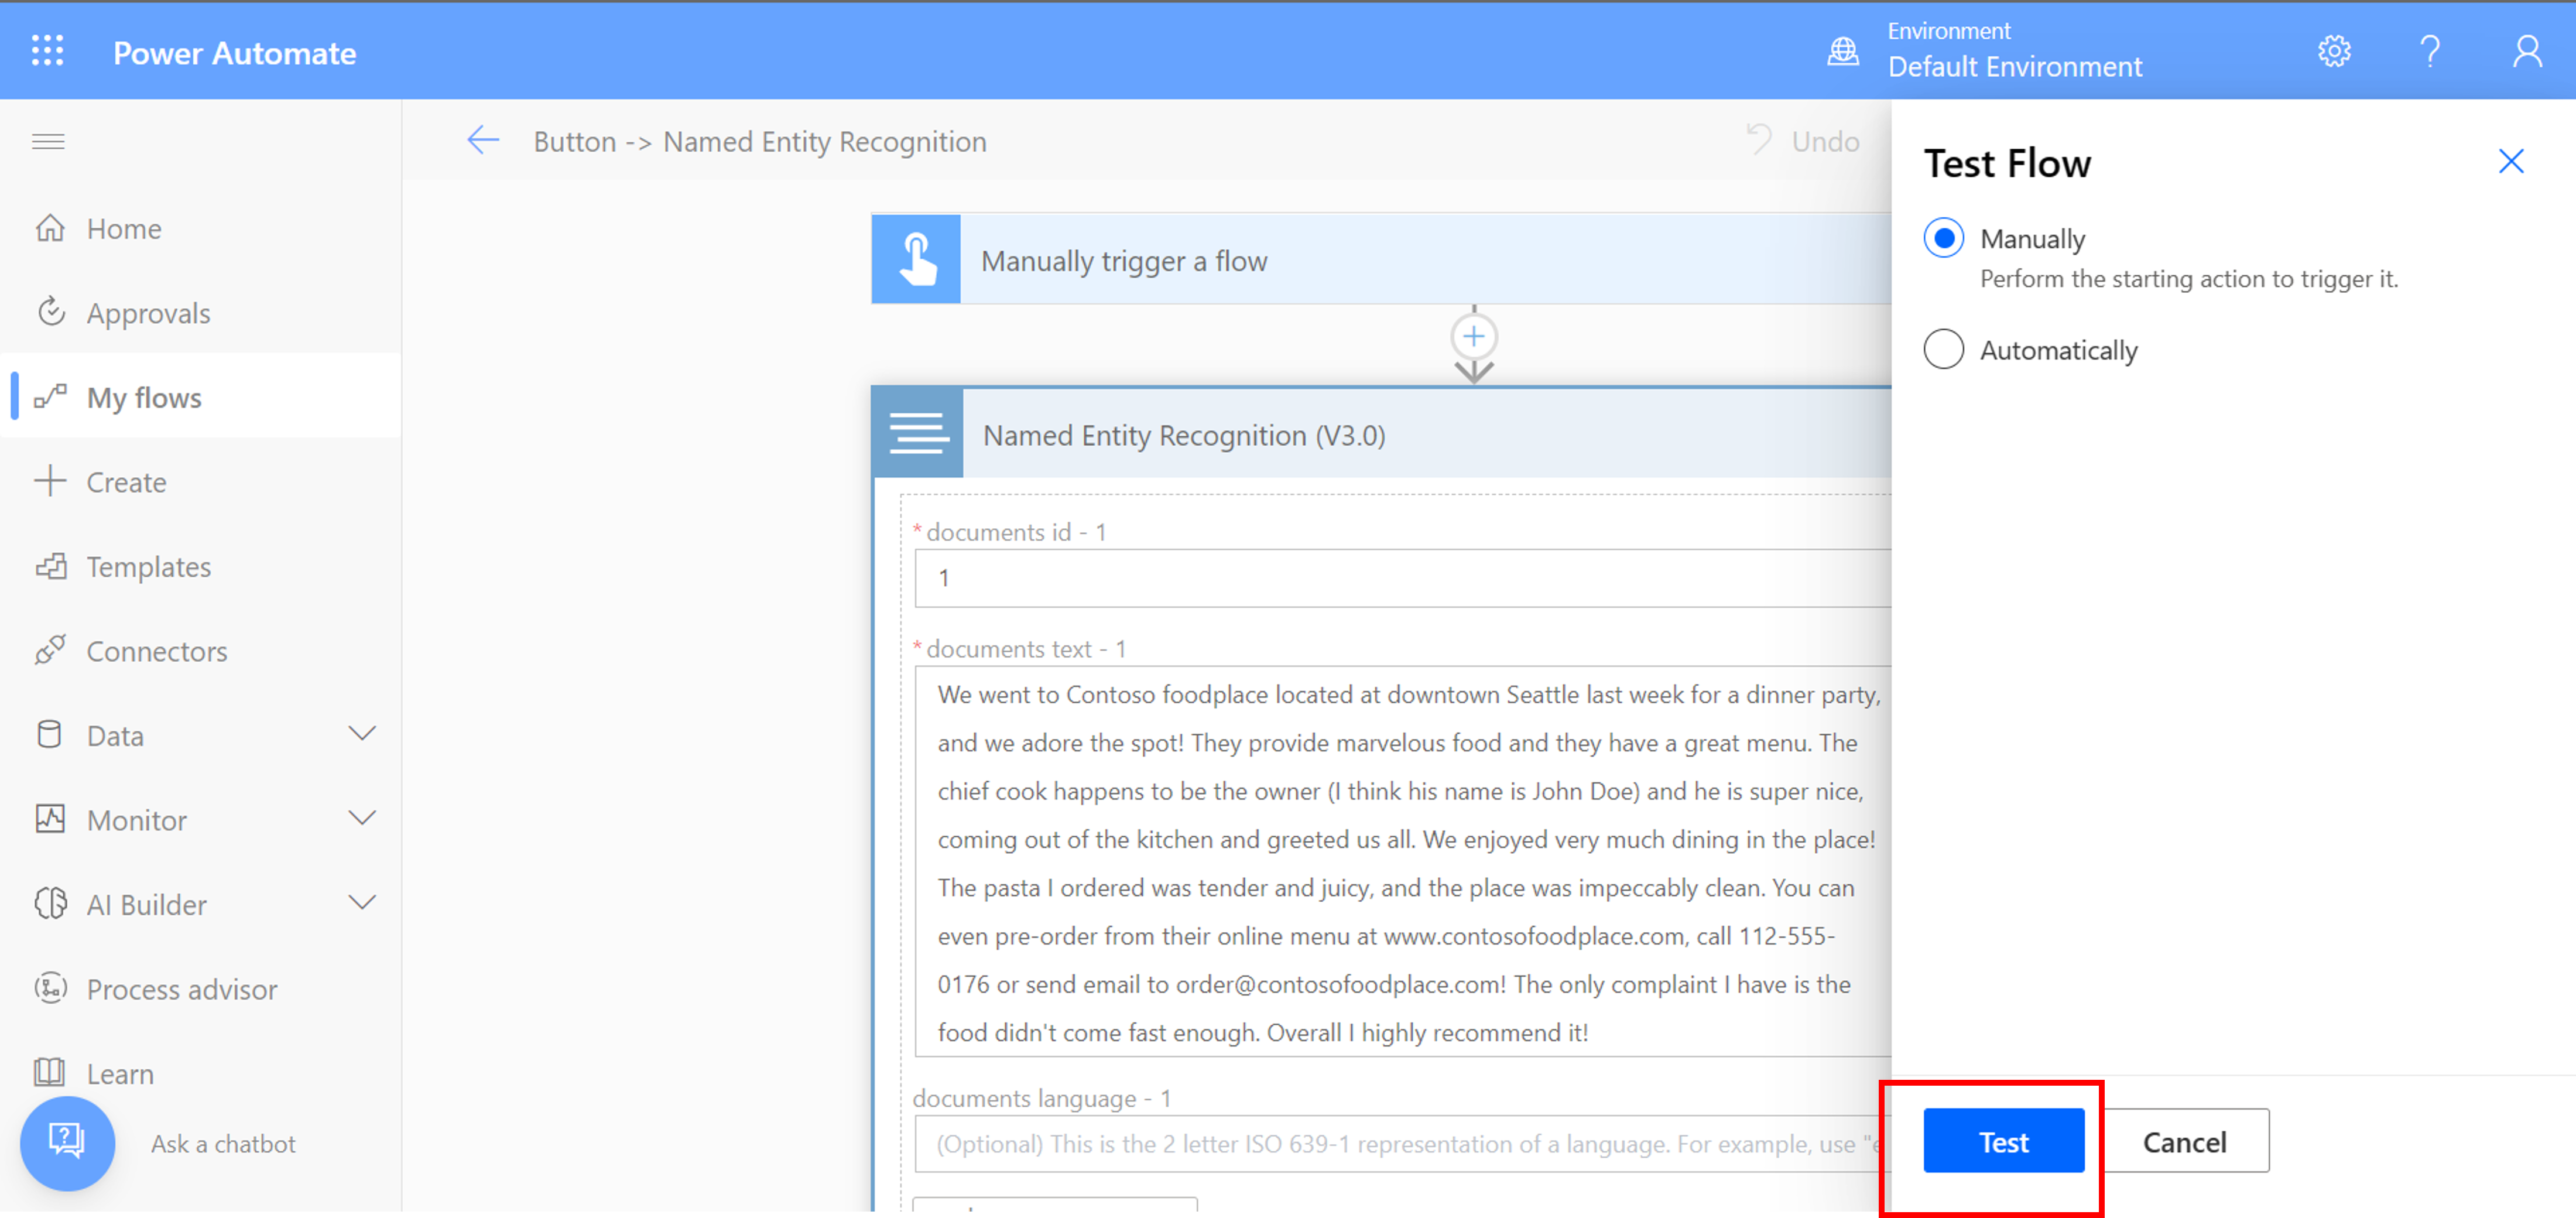 Power Automate
Environment
Default Environment
Button -> Named Entity Recognition
Undo
Home
Approvals
My flows
Create
Templates
Connectors
Data
Monitor
AI Builder
Process advisor
Learn
Ask a chatbot
Manually trigger a flow
Named Entity Recognition (V3.0)
* documents id - 1
1
* documents text - 1
We went to Contoso foodplace located at downtown Seattle last week for a dinner party,
and we adore the spot! They provide marvelous food and they have a great menu. The
chief cook happens to be the owner (I think his name is John Doe) and he is super nice,
coming out of the kitchen and greeted us all. We enjoyed very much dining in the place!
The pasta I ordered was tender and juicy, and the place was impeccably clean. You can
even pre-order from their online menu at www.contosofoodplace.com, call 112-555-
0176 or send email to order@contosofoodplace.com! The only complaint I have is the
food didn't come fast enough. Overall I highly recommend it!
documents language - 1
(Optional) This is the 2 letter ISO 639-1 representation of a language. For example, use "e
Test Flow
Manually
Perform the starting action to trigger it.
Automatically
Test
Cancel